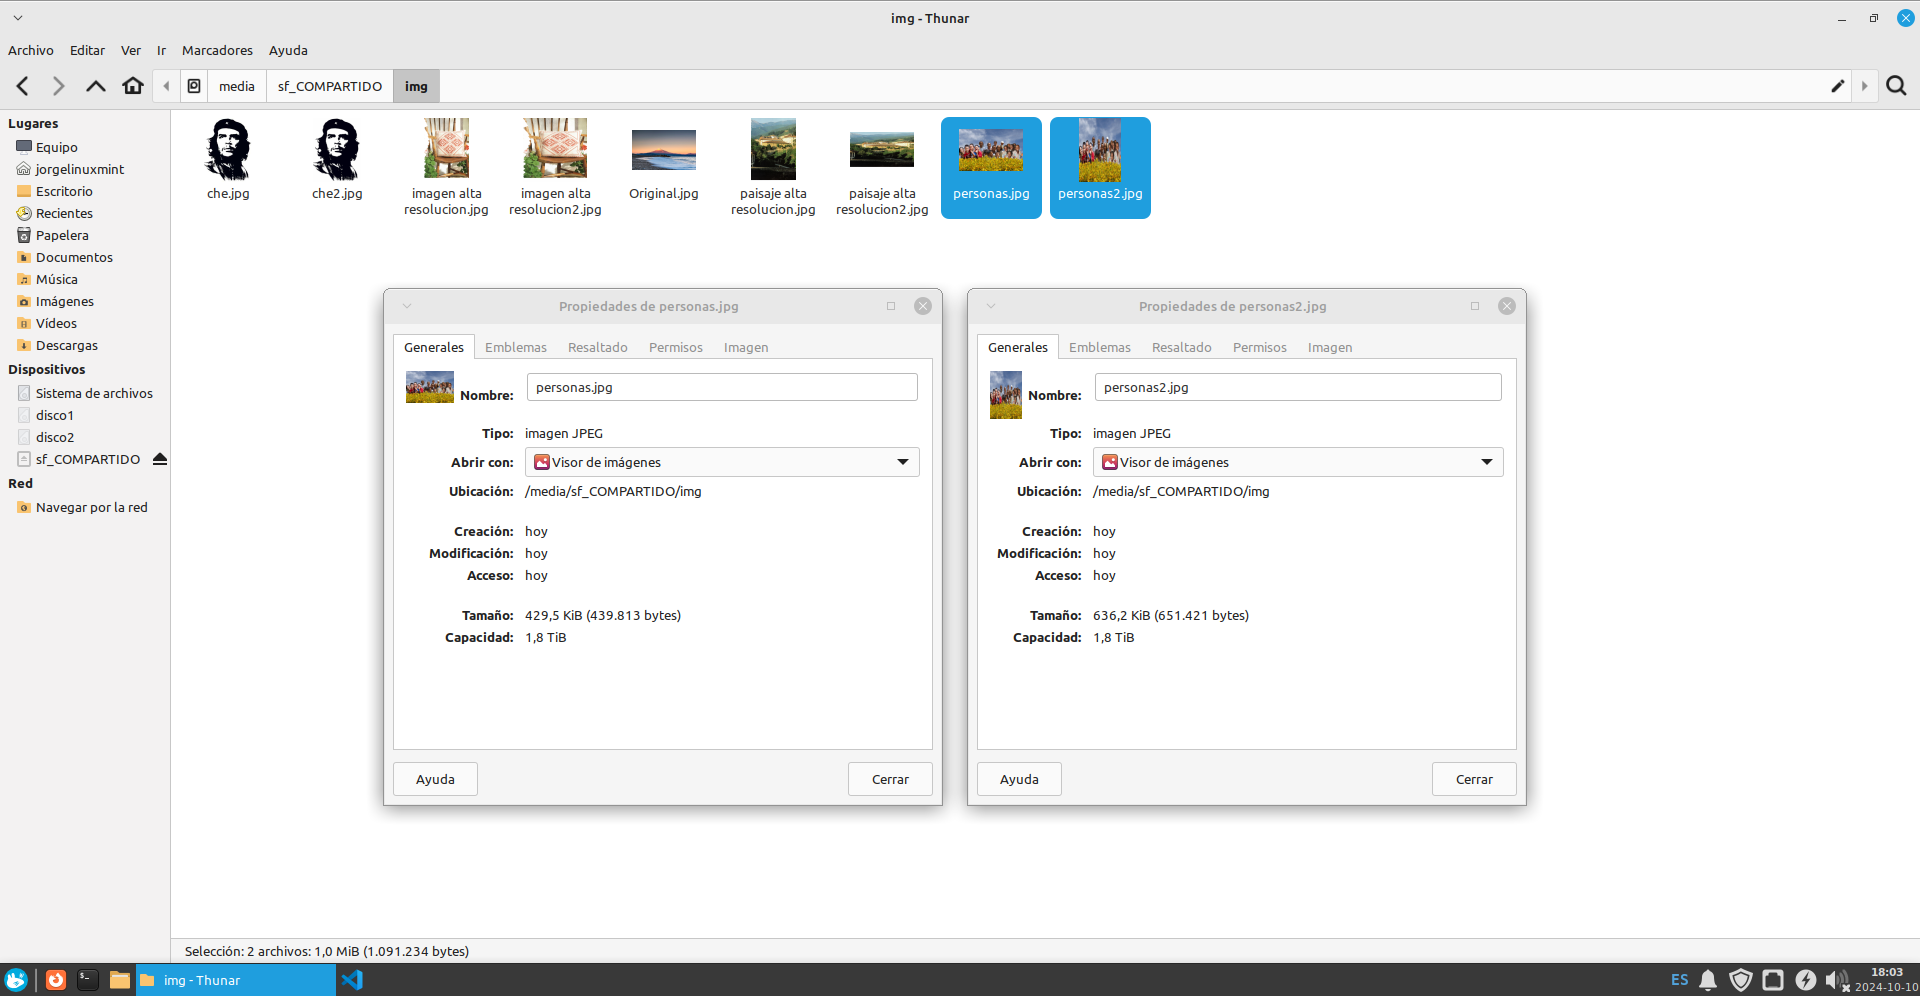 img - Thunar
Archivo Editar Ver Ir Marcadores Ayuda
media sf_COMPARTIDO img
Lugares
Equipo
jorgelinuxmint
Escritorio
Recientes
Papelera
Documentos
Música
Imágenes
Vídeos
Descargas
Dispositivos
Sistema de archivos
disco1
disco2
sf_COMPARTIDO
Red
Navegar por la red
che.jpg
che2.jpg
imagen alta
resolucion.jpg
imagen alta
resolucion2.jpg
Original.jpg
paisaje alta
resolucion.jpg
paisaje alta
resolucion2.jpg
personas.jpg
personas2.jpg
Propiedades de personas.jpg
Generales Emblemas Resaltado Permisos Imagen
Nombre: personas.jpg
Tipo: imagen JPEG
Abrir con: Visor de imágenes
Ubicación: /media/sf_COMPARTIDO/img
Creación: hoy
Modificación: hoy
Acceso: hoy
Tamaño: 429,5 KiB (439.813 bytes)
Capacidad: 1,8 TiB
Ayuda Cerrar
Propiedades de personas2.jpg
Generales Emblemas Resaltado Permisos Imagen
Nombre: personas2.jpg
Tipo: imagen JPEG
Abrir con: Visor de imágenes
Ubicación: /media/sf_COMPARTIDO/img
Creación: hoy
Modificación: hoy
Acceso: hoy
Tamaño: 636,2 KiB (651.421 bytes)
Capacidad: 1,8 TiB
Ayuda Cerrar
Selección: 2 archivos: 1,0 MiB (1.091.234 bytes)
img - Thunar
ES
18:03
2024-10-10